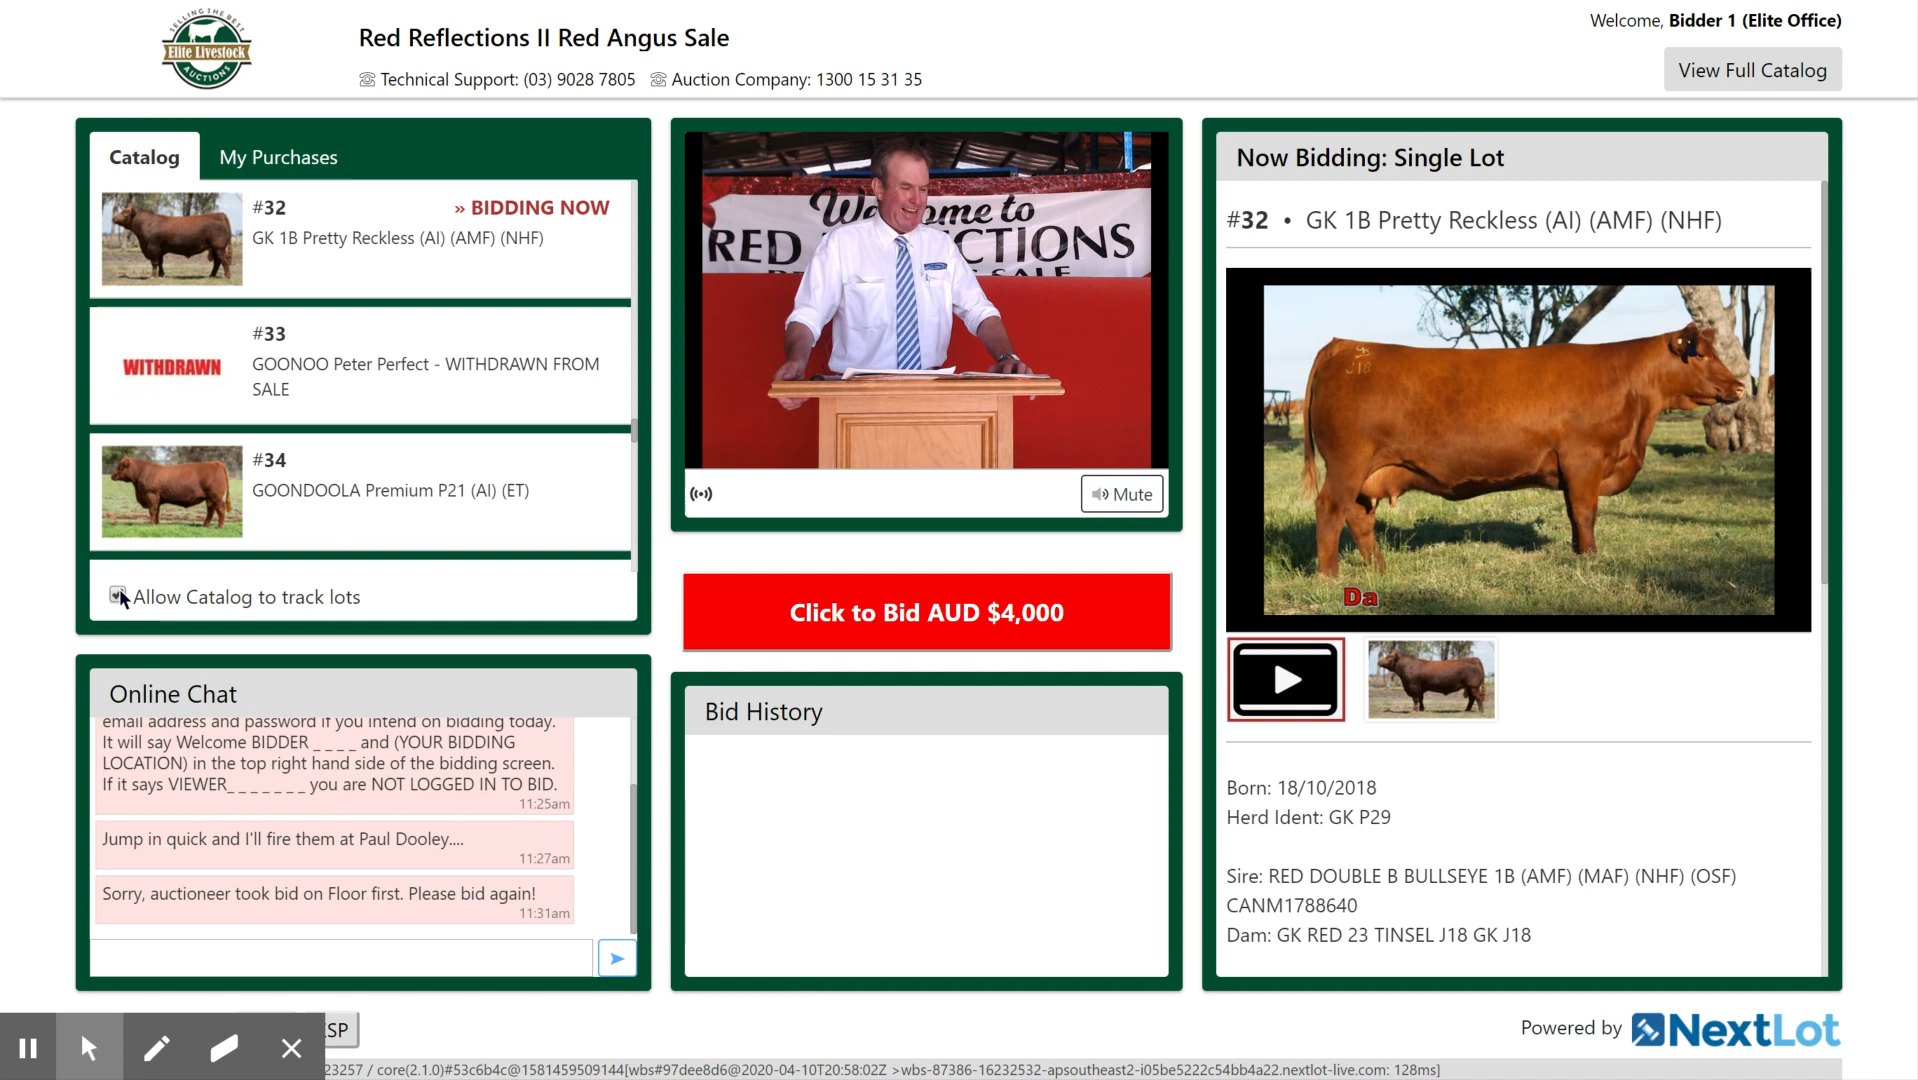 SELLING THE BEST
Elite Livestock
AUCTIONS
Red Reflections II Red Angus Sale
Technical Support: (03) 9028 7805 Auction Company: 1300 15 31 35
Welcome, Bidder 1 (Elite Office)
View Full Catalog
Catalog My Purchases
#32 » BIDDING NOW
GK 1B Pretty Reckless (AI) (AMF) (NHF)
WITHDRAWN
#33
GOONOO Peter Perfect - WITHDRAWN FROM
SALE
#34
GOONDOOLA Premium P21 (AI) (ET)
Allow Catalog to track lots
Online Chat
email address and password if you intend on bidding today.
It will say Welcome BIDDER _ _ _ _ and (YOUR BIDDING
LOCATION) in the top right hand side of the bidding screen.
If it says VIEWER_ _ _ _ _ _ _ you are NOT LOGGED IN TO BID.
11:25am
Jump in quick and I'll fire them at Paul Dooley....
11:27am
Sorry, auctioneer took bid on Floor first. Please bid again!
11:31am
to
RED CTIONS
SALE
Mute
Click to Bid AUD $4,000
Bid History
Now Bidding: Single Lot
#32 • GK 1B Pretty Reckless (AI) (AMF) (NHF)
J18
Da
Born: 18/10/2018
Herd Ident: GK P29
Sire: RED DOUBLE B BULLSEYE 1B (AMF) (MAF) (NHF) (OSF)
CANM1788640
Dam: GK RED 23 TINSEL J18 GK J18
SP
Powered by NextLot
23257 / core(2.1.0)#53c6b4c@1581459509144[wbs#97dee8d6@2020-04-10T20:58:02Z >wbs-87386-16232532-apsoutheast2-i05be5222c54bb4a22.nextlot-live.com: 128ms]